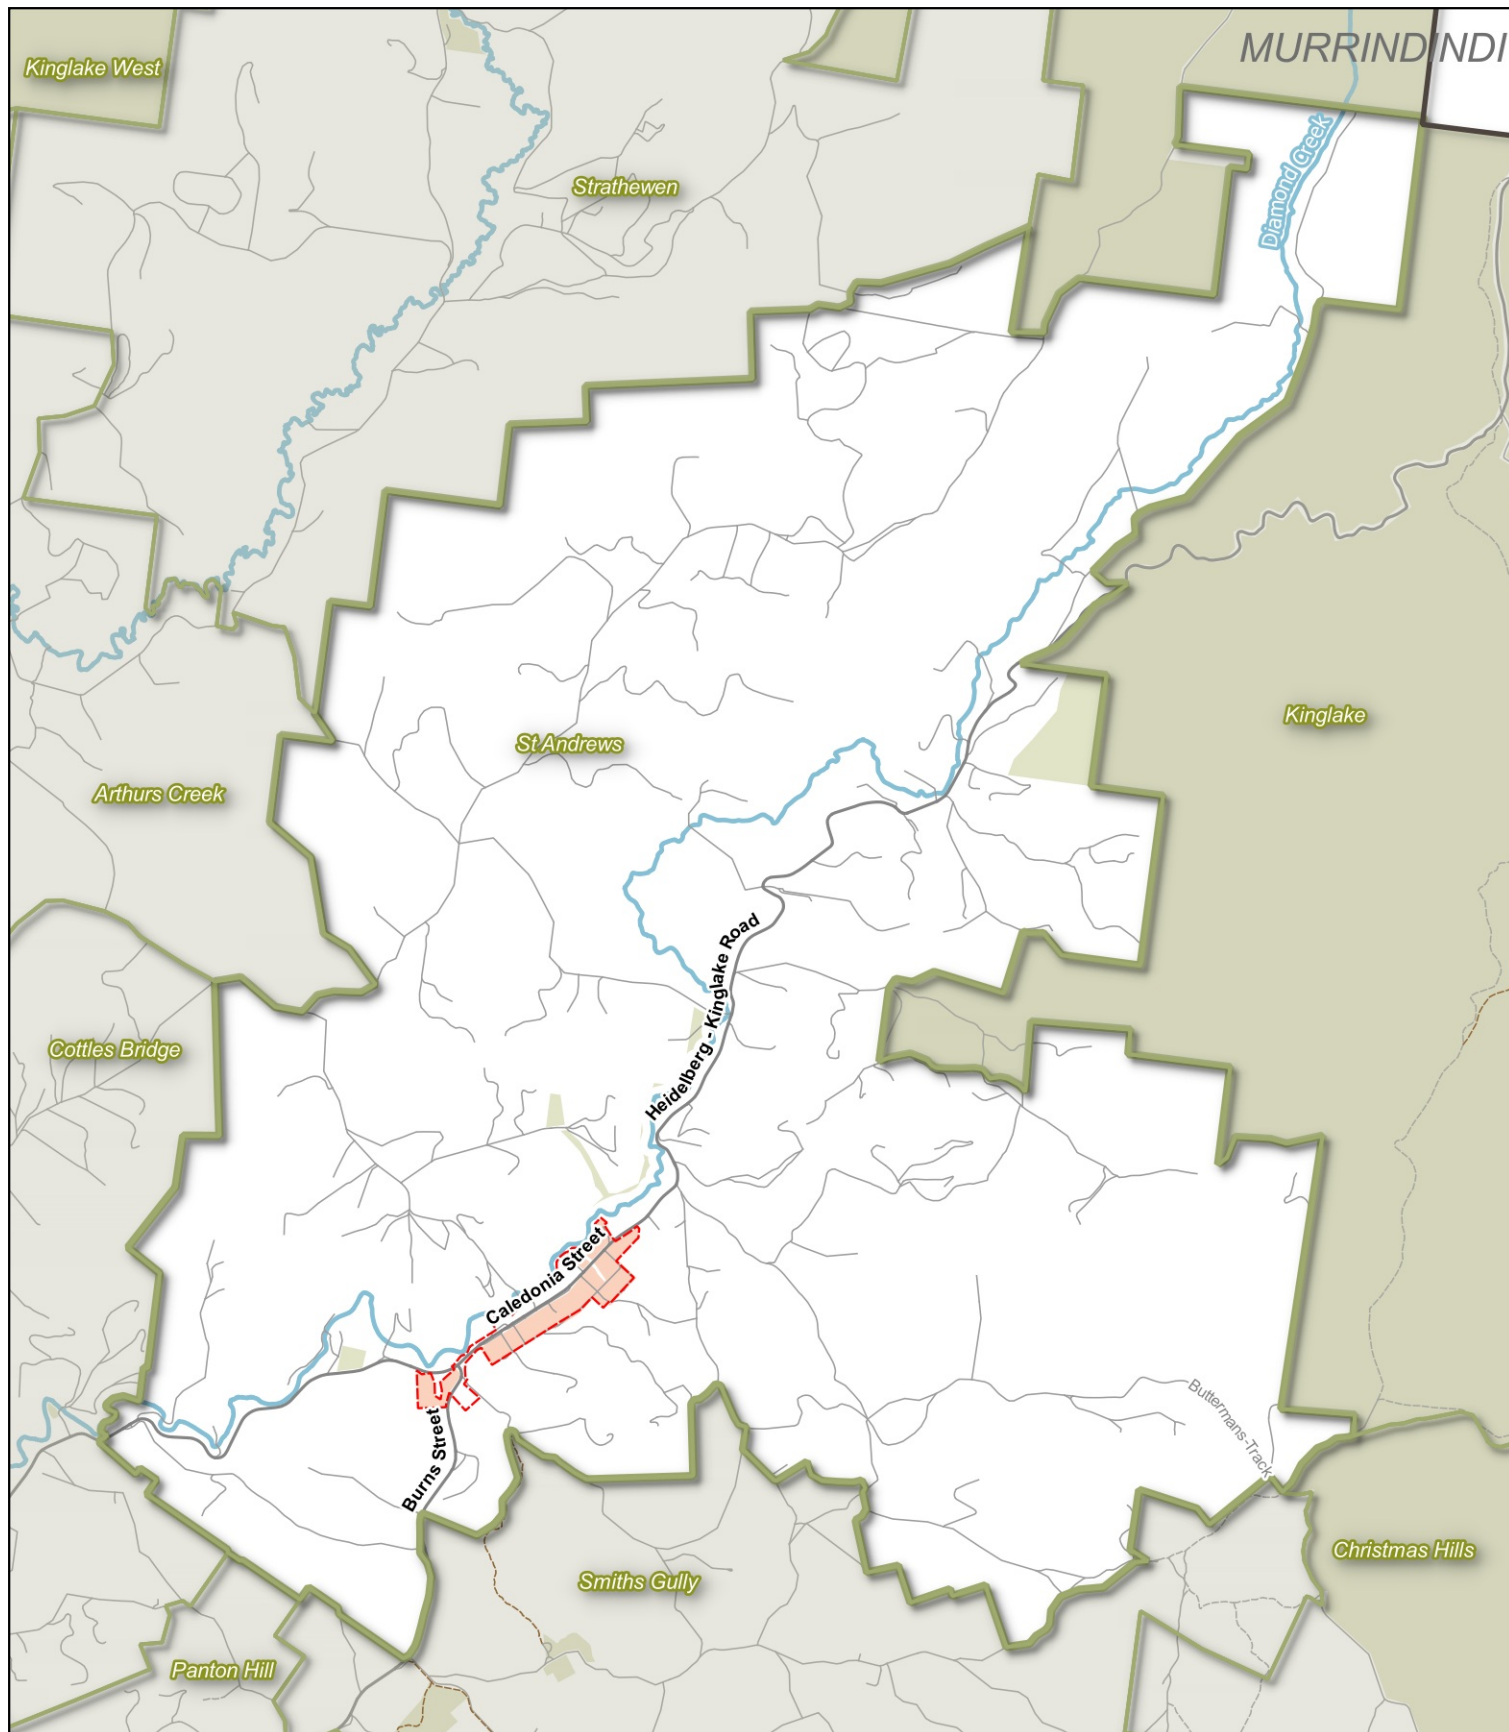 MURRINDINDI
Kinglake West
Diamond Creek
Strathewen
Kinglake
St Andrews
Arthurs Creek
Heidelberg - Kinglake Road
Cottles Bridge
Caledonia Street
Buttermans-Track
Burns Street
Christmas Hills
Smiths Gully
Panton Hill